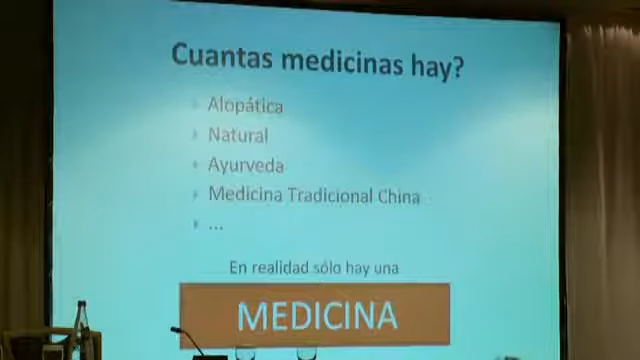 Cuantas medicinas hay?
Alopática
Natural
Ayurveda
Medicina Tradicional China
...
En realidad sólo hay una
MEDICINA